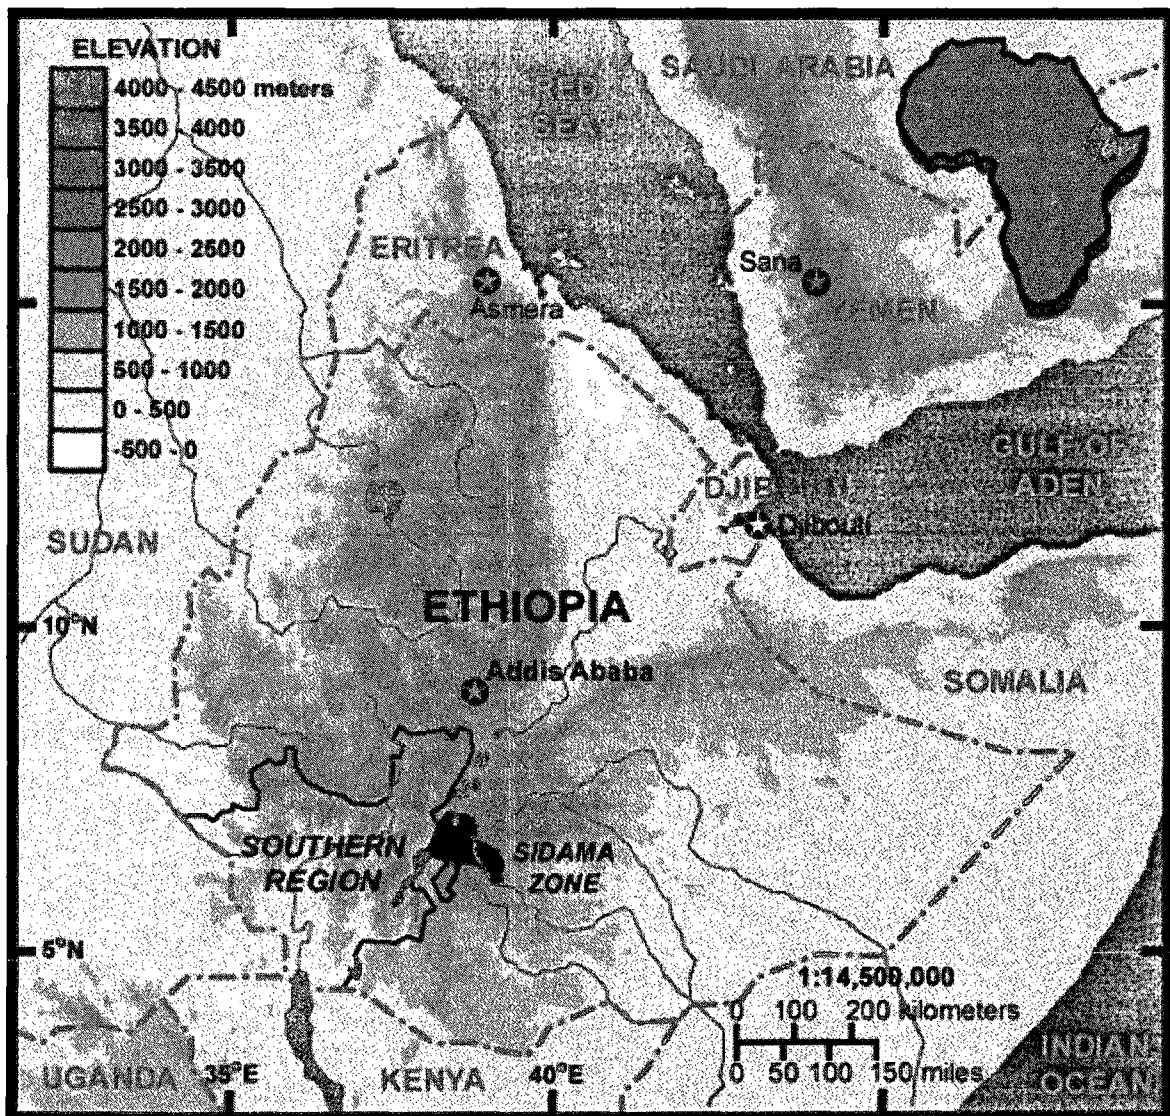 ELEVATION
4000 - 4500 meters
3500 - 4000
3000 - 3500
2500 - 3000
2000 - 2500
1500 - 2000
1000 - 1500
500 - 1000
0 - 500
-500 - 0
RED
SEA
SAUDI ARABIA
ERITREA
Asmera
Sana
YEMEN
GULF OF
ADEN
DJIBOUTI
Djibouti
SUDAN
ETHIOPIA
10°N
Addis Ababa
SOMALIA
SOUTHERN
REGION
SIDAMA
ZONE
5°N
1:14,500,000
0 100 200 kilometers
0 50 100 150 miles
UGANDA
35°E
KENYA
40°E
INDIAN
OCEAN